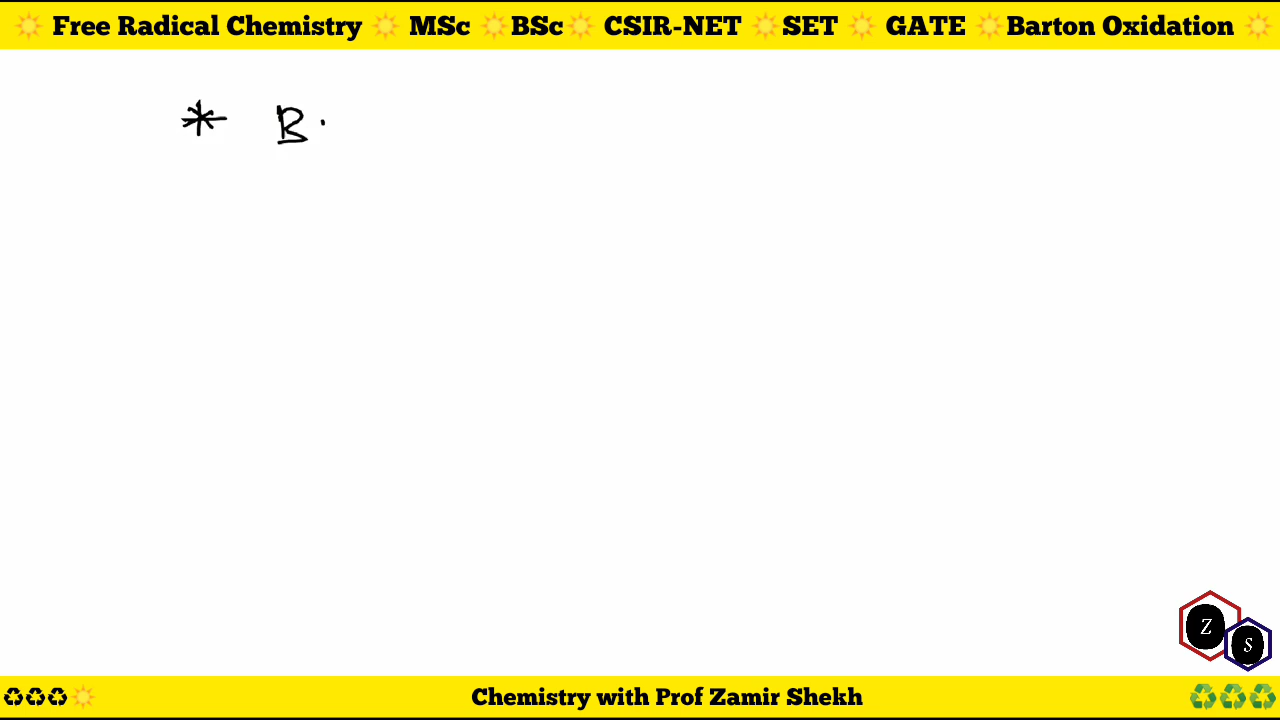 ☀ Free Radical Chemistry ☀ MSc ☀ BSc ☀ CSIR-NET ☀ SET ☀ GATE ☀ Barton Oxidation ☀
* B
Z
S
♻♻♻☀ Chemistry with Prof Zamir Shekh ♻♻♻